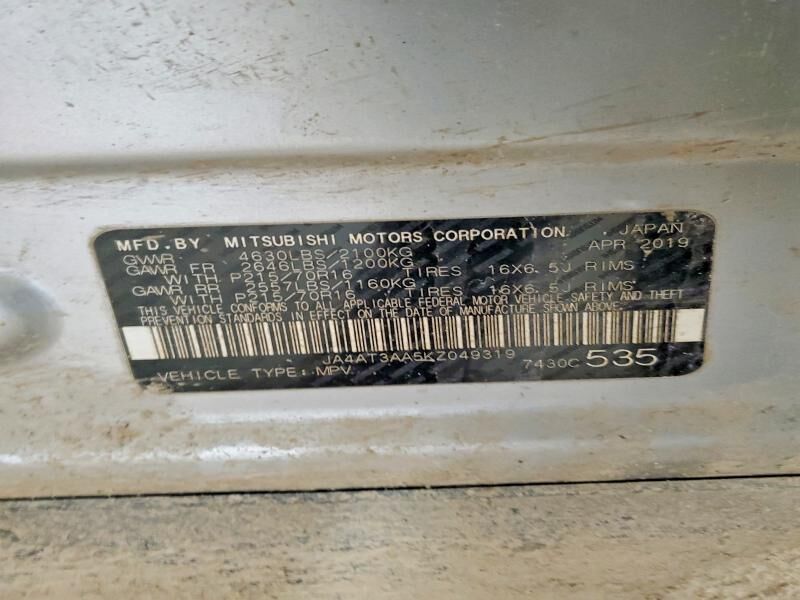 MFD. BY MITSUBISHI MOTORS CORPORATION JAPAN
GVWR 4630LBS/2100KG APR 2019
GAWR FR 2646LBS/1200KG
WITH P215/70R16 TIRES 16X6.5J RIMS
GAWR RR 2557LBS/1160KG
WITH P215/70R16 TIRES 16X6.5J RIMS
THIS VEHICLE CONFORMS TO ALL APPLICABLE FEDERAL MOTOR VEHICLE SAFETY AND THEFT
PREVENTION STANDARDS IN EFFECT ON THE DATE OF MANUFACTURE SHOWN ABOVE.
JA4AT3AA5KZ049319
VEHICLE TYPE: MPV 7430C 535